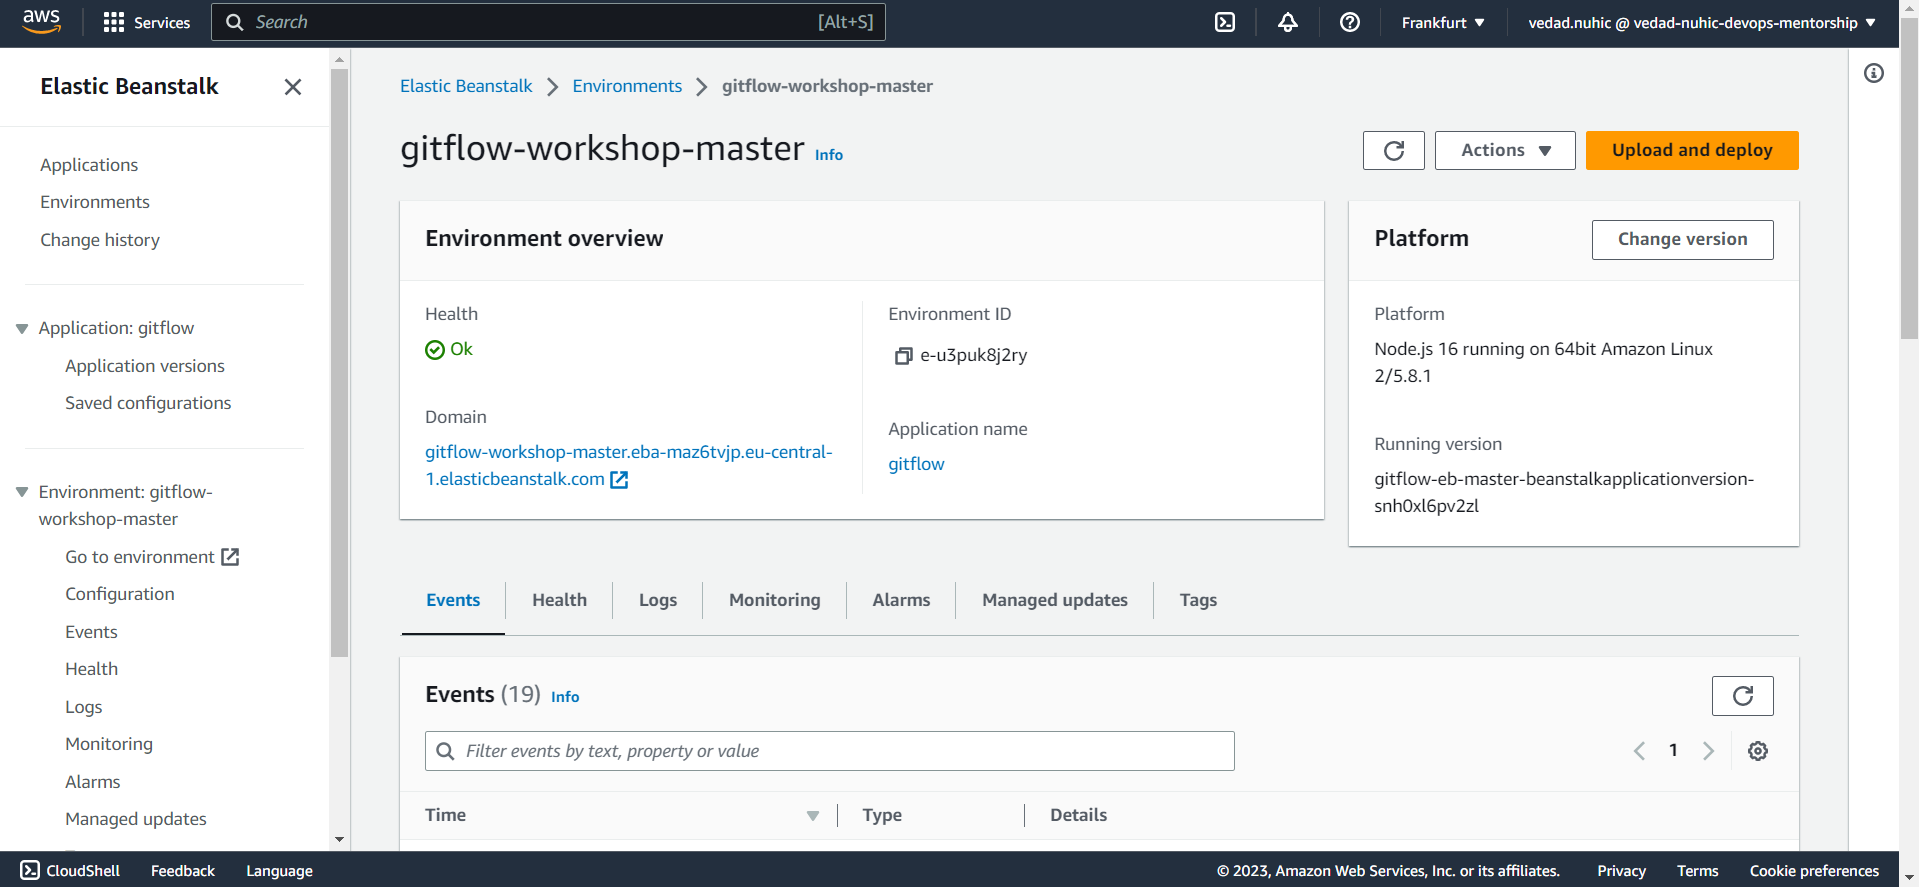 aws
Services
Search [Alt+S]
Frankfurt
vedad.nuhic @ vedad-nuhic-devops-mentorship
Elastic Beanstalk
Applications
Environments
Change history
Application: gitflow
Application versions
Saved configurations
Environment: gitflow-
workshop-master
Go to environment
Configuration
Events
Health
Logs
Monitoring
Alarms
Managed updates
Elastic Beanstalk
Environments
gitflow-workshop-master
gitflow-workshop-master Info
Actions
Upload and deploy
Environment overview
Health
Ok
Domain
gitflow-workshop-master.eba-maz6tvjp.eu-central-
1.elasticbeanstalk.com
Environment ID
e-u3puk8j2ry
Application name
gitflow
Platform
Change version
Platform
Node.js 16 running on 64bit Amazon Linux
2/5.8.1
Running version
gitflow-eb-master-beanstalkapplicationversion-
snh0xl6pv2zl
Events
Health
Logs
Monitoring
Alarms
Managed updates
Tags
Events (19) Info
Filter events by text, property or value
1
Time
Type
Details
CloudShell
Feedback
Language
© 2023, Amazon Web Services, Inc. or its affiliates.
Privacy
Terms
Cookie preferences